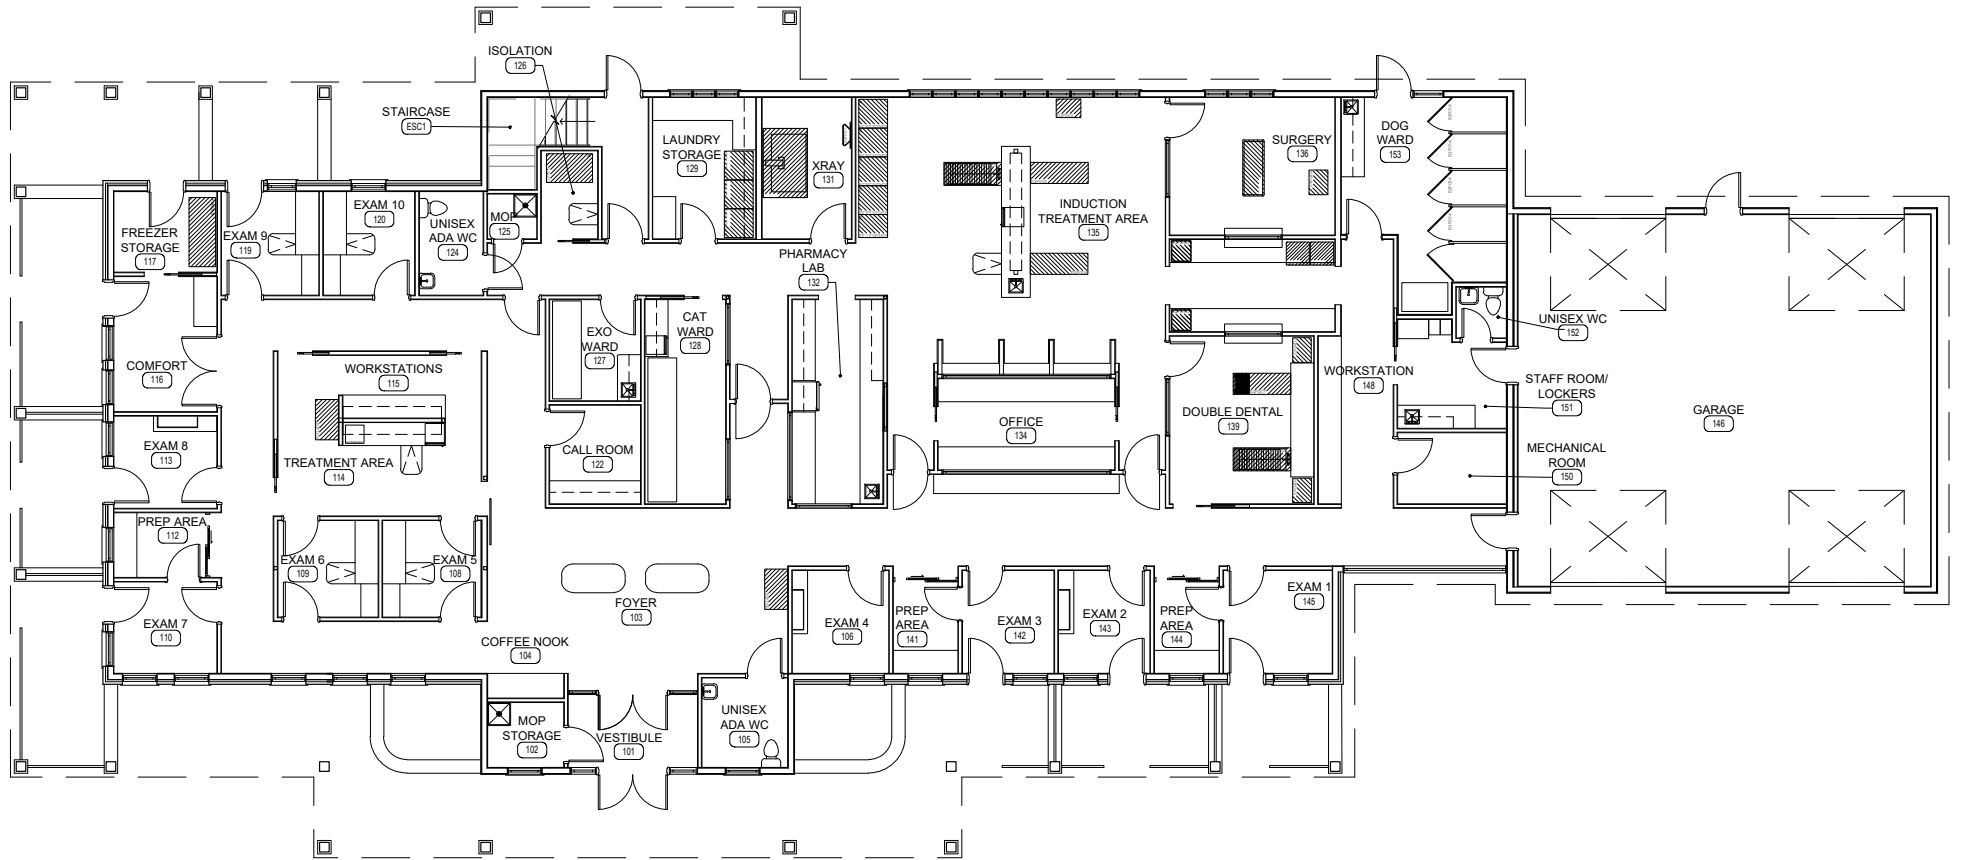 ISOLATION
126
STAIRCASE
ESC1
LAUNDRY
STORAGE
129
XRAY
131
INDUCTION
TREATMENT AREA
135
SURGERY
136
DOG
WARD
153
FREEZER
STORAGE
117
EXAM 9
119
EXAM 10
120
UNISEX
ADA WC
124
MOP
125
PHARMACY
LAB
132
EXO
WARD
127
CAT
WARD
128
UNISEX WC
152
COMFORT
116
WORKSTATIONS
115
WORKSTATION
148
STAFF ROOM/
LOCKERS
151
GARAGE
146
DOUBLE DENTAL
139
OFFICE
134
EXAM 8
113
TREATMENT AREA
114
CALL ROOM
122
MECHANICAL
ROOM
150
PREP AREA
112
EXAM 6
109
EXAM 5
108
EXAM 7
110
FOYER
103
COFFEE NOOK
104
EXAM 4
106
PREP
AREA
141
EXAM 3
142
EXAM 2
143
PREP
AREA
144
EXAM 1
145
MOP
STORAGE
102
VESTIBULE
101
UNISEX
ADA WC
105